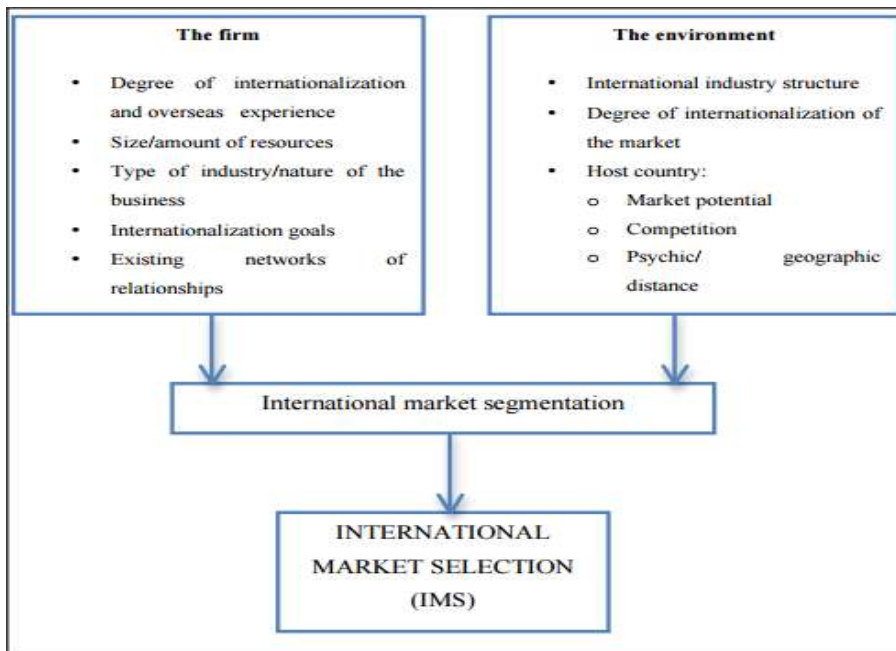 The firm
• Degree of internationalization
and overseas experience
• Size/amount of resources
• Type of industry/nature of the
business
• Internationalization goals
• Existing networks of
relationships
The environment
• International industry structure
• Degree of internationalization of
the market
• Host country:
o Market potential
o Competition
o Psychic/ geographic
distance
International market segmentation
INTERNATIONAL
MARKET SELECTION
(IMS)